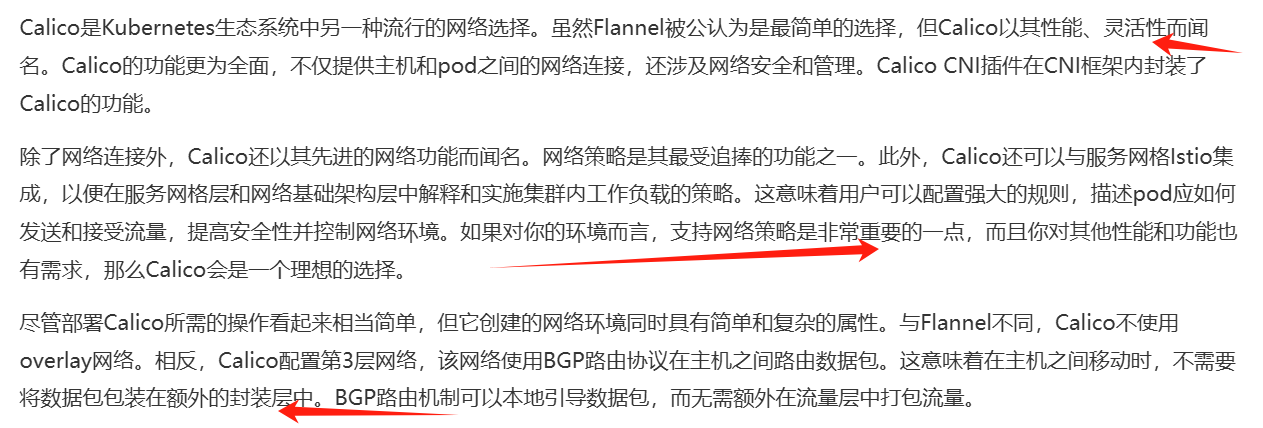 Calico是Kubernetes生态系统中另一种流行的网络选择。虽然Flannel被公认为是最简单的选择，但Calico以其性能、灵活性而闻
名。Calico的功能更为全面，不仅提供主机和pod之间的网络连接，还涉及网络安全和管理。Calico CNI插件在CNI框架内封装了
Calico的功能。
除了网络连接外，Calico还以其先进的网络功能而闻名。网络策略是其最受追捧的功能之一。此外，Calico还可以与服务网格Istio集
成，以便在服务网格层和网络基础架构层中解释和实施集群内工作负载的策略。这意味着用户可以配置强大的规则，描述pod应如何
发送和接受流量，提高安全性并控制网络环境。如果对你的环境而言，支持网络策略是非常重要的一点，而且你对其他性能和功能也
有需求，那么Calico会是一个理想的选择。
尽管部署Calico所需的操作看起来相当简单，但它创建的网络环境同时具有简单和复杂的属性。与Flannel不同，Calico不使用
overlay网络。相反，Calico配置第3层网络，该网络使用BGP路由协议在主机之间路由数据包。这意味着在主机之间移动时，不需要
将数据包包装在额外的封装层中。BGP路由机制可以本地引导数据包，而无需额外在流量层中打包流量。